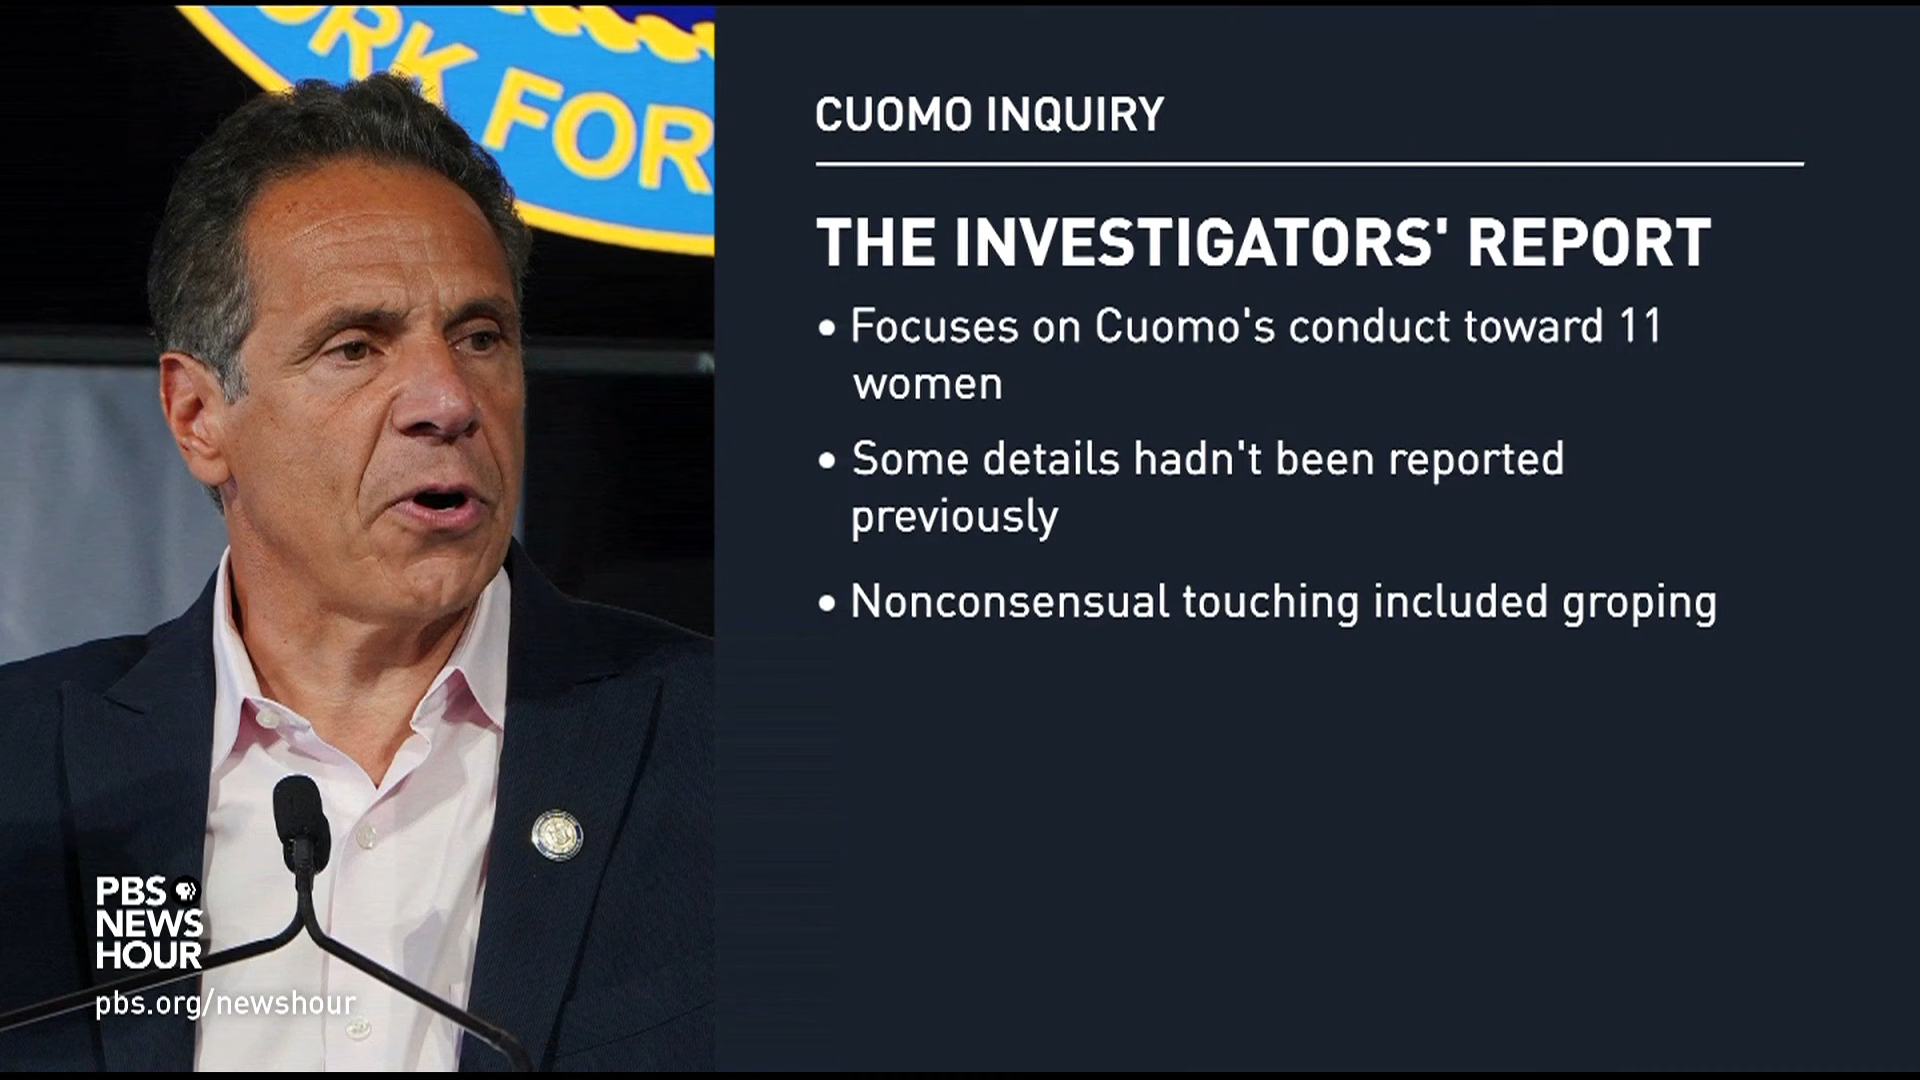 ORK FOR
CUOMO INQUIRY
THE INVESTIGATORS' REPORT
• Focuses on Cuomo's conduct toward 11
women
• Some details hadn't been reported
previously
• Nonconsensual touching included groping
PBS
NEWS
HOUR
pbs.org/newshour